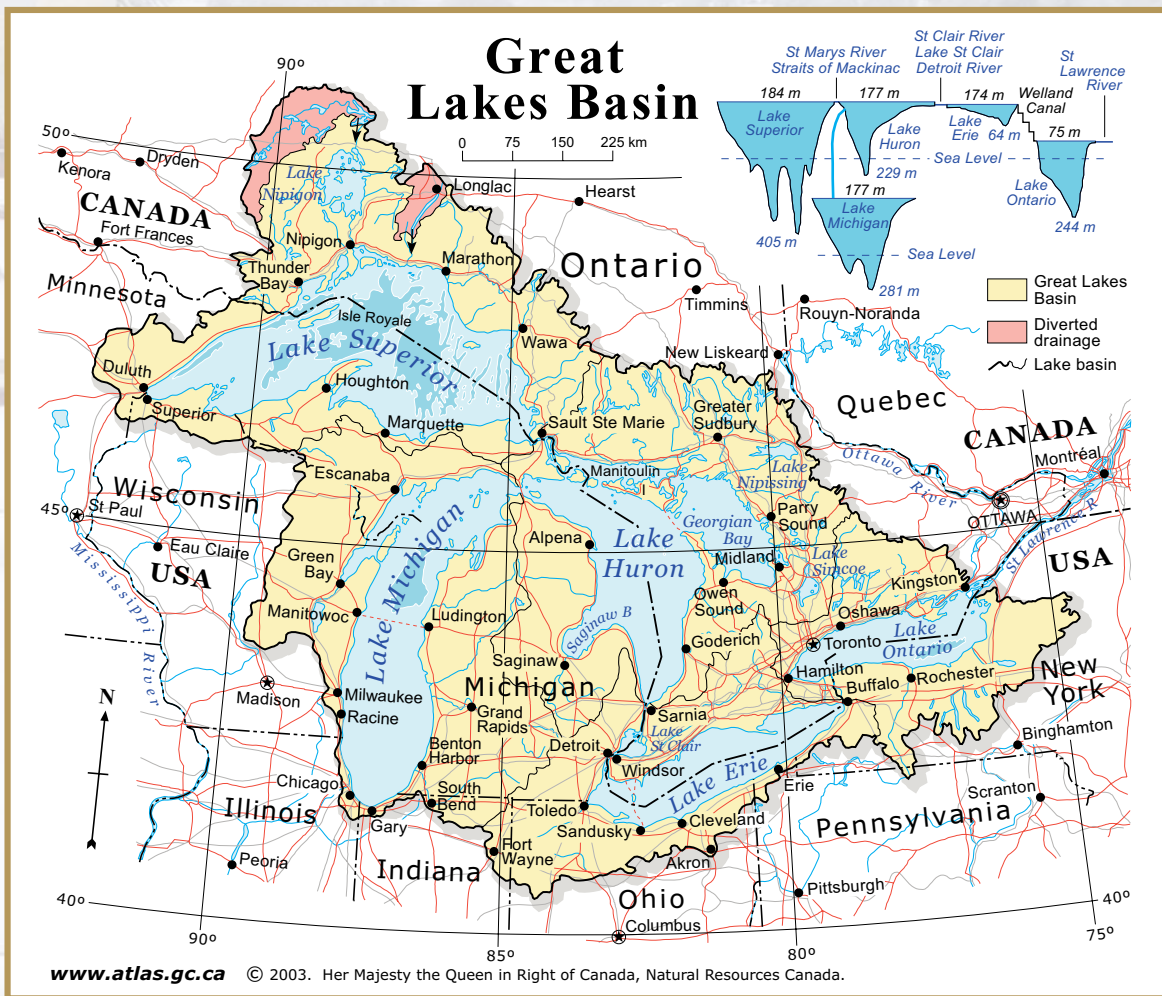 Great
Lakes Basin
0 75 150 225 km
90º
50º
St Marys River
Straits of Mackinac
St Clair River
Lake St Clair
Detroit River
St
Lawrence
River
184 m
177 m
174 m
Welland
Canal
75 m
Lake
Superior
Lake
Huron
Lake
Erie
64 m
Sea Level
229 m
Lake
Ontario
177 m
Lake
Michigan
405 m
244 m
Sea Level
281 m
Great Lakes
Basin
Diverted
drainage
Lake basin
Kenora
Dryden
Lake
Nipigon
Longlac
Hearst
CANADA
Fort Frances
Nipigon
Marathon
Ontario
Thunder
Bay
Minnesota
Timmins
Rouyn-Noranda
Isle Royale
Lake Superior
Wawa
New Liskeard
Duluth
Superior
Houghton
Marquette
Sault Ste Marie
Greater
Sudbury
Quebec
CANADA
Montréal
Ottawa
River
Escanaba
Manitoulin
I
Lake
Nipissing
OTTAWA
Wisconsin
45º
St Paul
Eau Claire
USA
Mississippi River
Green
Bay
Manitowoc
Lake Michigan
Ludington
Alpena
Lake
Huron
Georgian
Bay
Parry
Sound
Midland
Lake
Simcoe
Owen
Sound
Kingston
St Lawrence R
USA
Oshawa
Toronto
Lake
Ontario
Saginaw B
Saginaw
Goderich
Hamilton
Buffalo
Rochester
New
York
Madison
Milwaukee
Racine
Michigan
Grand
Rapids
Sarnia
Lake
St Clair
Detroit
Windsor
Lake Erie
Erie
Binghamton
Scranton
N
Benton
Harbor
Chicago
South
Bend
Gary
Illinois
Toledo
Sandusky
Cleveland
Pennsylvania
Peoria
Indiana
Fort
Wayne
Akron
Pittsburgh
Ohio
Columbus
40º
40º
90º
85º
80º
75º
www.atlas.gc.ca © 2003. Her Majesty the Queen in Right of Canada, Natural Resources Canada.